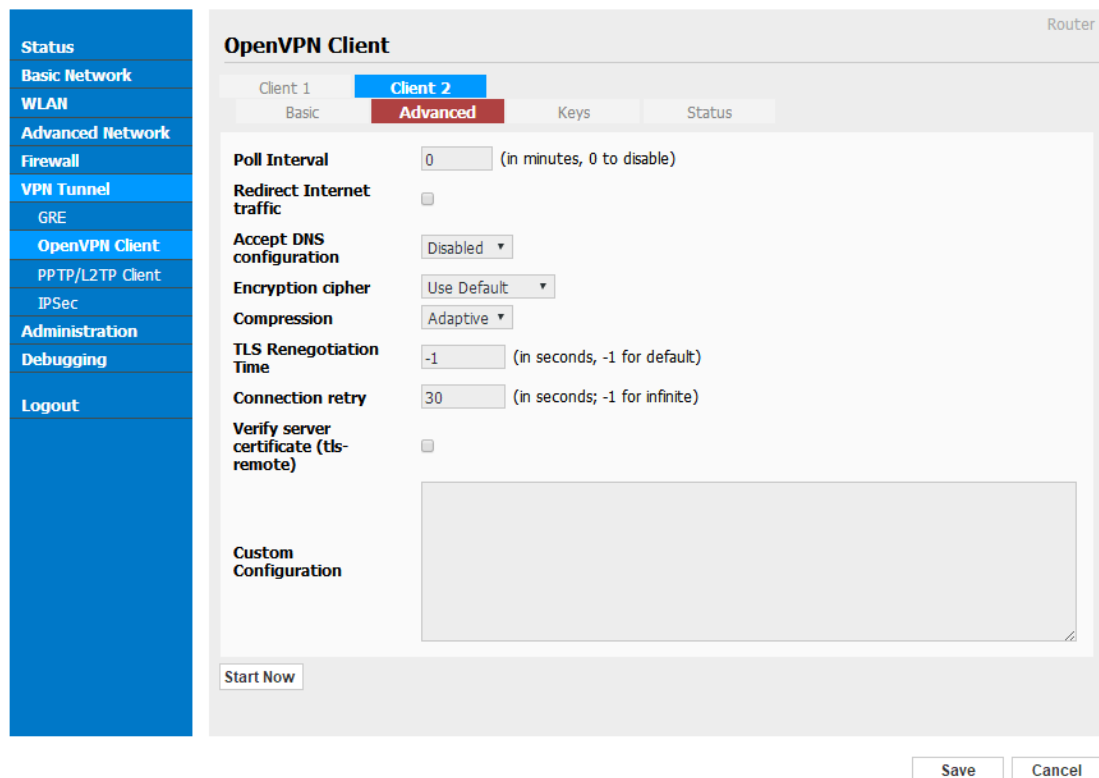 Router
Status
Basic Network
WLAN
Advanced Network
Firewall
VPN Tunnel
GRE
OpenVPN Client
PPTP/L2TP Client
IPSec
Administration
Debugging
Logout
OpenVPN Client
Client 1 Client 2
Basic Advanced Keys Status
Poll Interval 0 (in minutes, 0 to disable)
Redirect Internet
traffic
Accept DNS
configuration Disabled
Encryption cipher Use Default
Compression Adaptive
TLS Renegotiation
Time -1 (in seconds, -1 for default)
Connection retry 30 (in seconds; -1 for infinite)
Verify server
certificate (tls-
remote)
Custom
Configuration
Start Now
Save Cancel